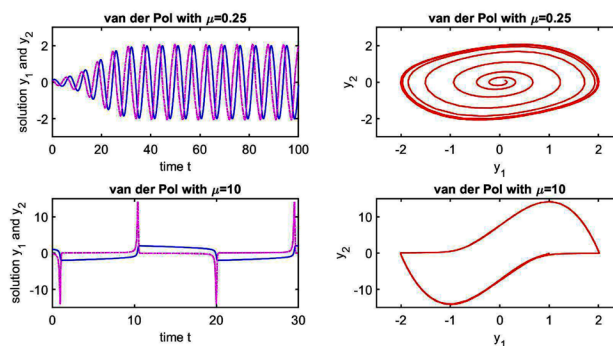 van der Pol with μ=0.25
solution y1 and y2
2
0
-2
0 20 40 60 80 100
time t
van der Pol with μ=0.25
y2
2
0
-2
-2 -1 0 1 2
y1
van der Pol with μ=10
solution y1 and y2
10
0
-10
0 10 20 30
time t
van der Pol with μ=10
y2
10
0
-10
-2 -1 0 1 2
y1